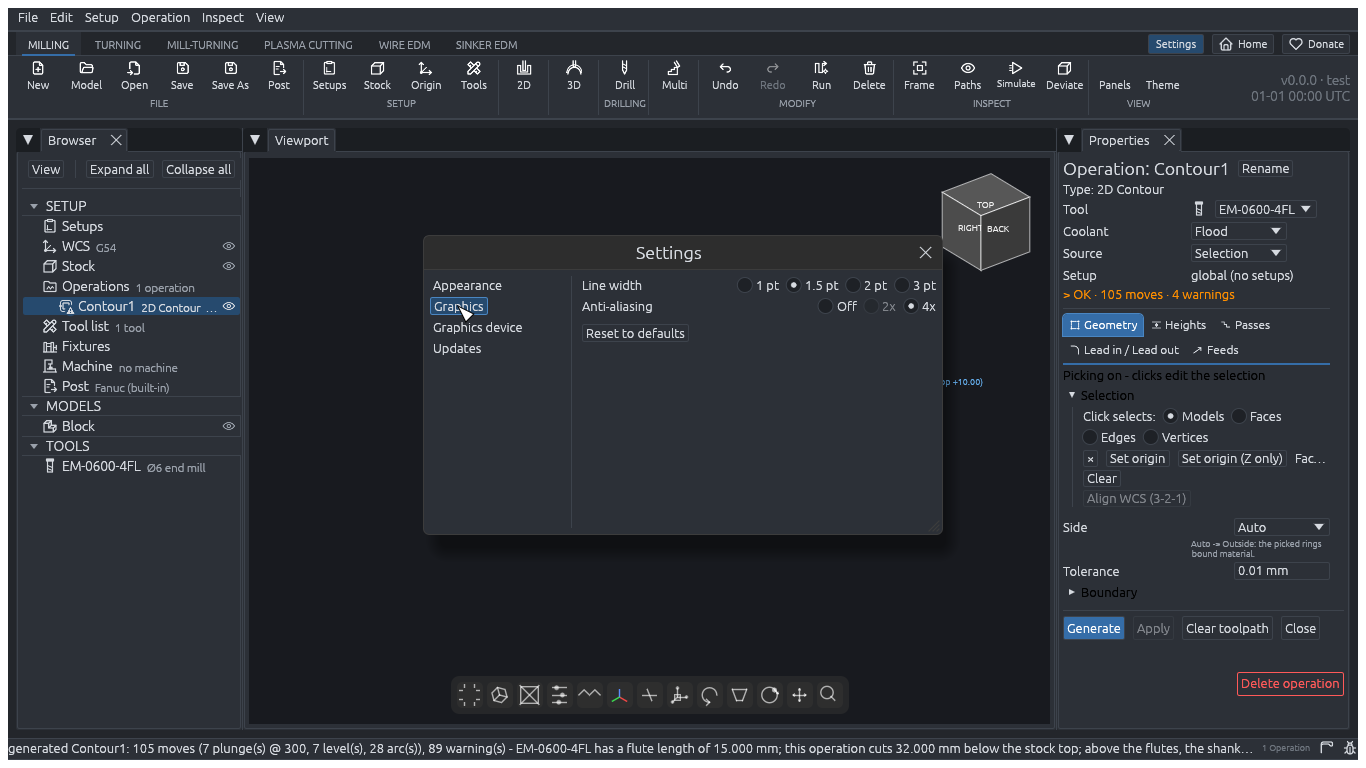 File Edit Setup Operation Inspect View
MILLING TURNING MILL-TURNING PLASMA CUTTING WIRE EDM SINKER EDM Settings Home Donate
New Model Open Save Save As Post Setups Stock Origin Tools 2D 3D Drill Multi Undo Redo Run Delete Frame Paths Simulate Deviate Panels Theme
FILE SETUP DRILLING MODIFY INSPECT VIEW
v0.0.0 · test
01-01 00:00 UTC
Browser
View Expand all Collapse all
SETUP
Setups
WCS G54
Stock
Operations 1 operation
Contour1 2D Contour ...
Tool list 1 tool
Fixtures
Machine no machine
Post Fanuc (built-in)
MODELS
Block
TOOLS
EM-0600-4FL Ø6 end mill
Viewport
TOP
RIGHT BACK
op +10.00)
Settings
Appearance
Graphics
Graphics device
Updates
Line width 1 pt 1.5 pt 2 pt 3 pt
Anti-aliasing Off 2x 4x
Reset to defaults
Properties
Operation: Contour1 Rename
Type: 2D Contour
Tool EM-0600-4FL
Coolant Flood
Source Selection
Setup global (no setups)
> OK · 105 moves · 4 warnings
Geometry Heights Passes
Lead in / Lead out Feeds
Picking on - clicks edit the selection
Selection
Click selects: Models Faces
Edges Vertices
× Set origin Set origin (Z only) Fac...
Clear
Align WCS (3-2-1)
Side Auto
Auto -> Outside: the picked rings
bound material.
Tolerance 0.01 mm
Boundary
Generate Apply Clear toolpath Close
Delete operation
generated Contour1: 105 moves (7 plunge(s) @ 300, 7 level(s), 28 arc(s)), 89 warning(s) - EM-0600-4FL has a flute length of 15.000 mm; this operation cuts 32.000 mm below the stock top; above the flutes, the shank... 1 Operation